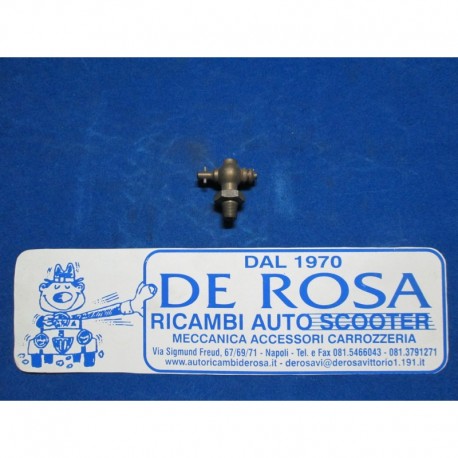 DAL 1970
DE ROSA
RICAMBI AUTO SCOOTER
MECCANICA ACCESSORI CARROZZERIA
Via Sigmund Freud, 67/69/71 - Napoli - Tel. e Fax 081.5466043 - 081.3791271
www.autoricambiderosa.it - derosavi@derosavittorio1.191.it